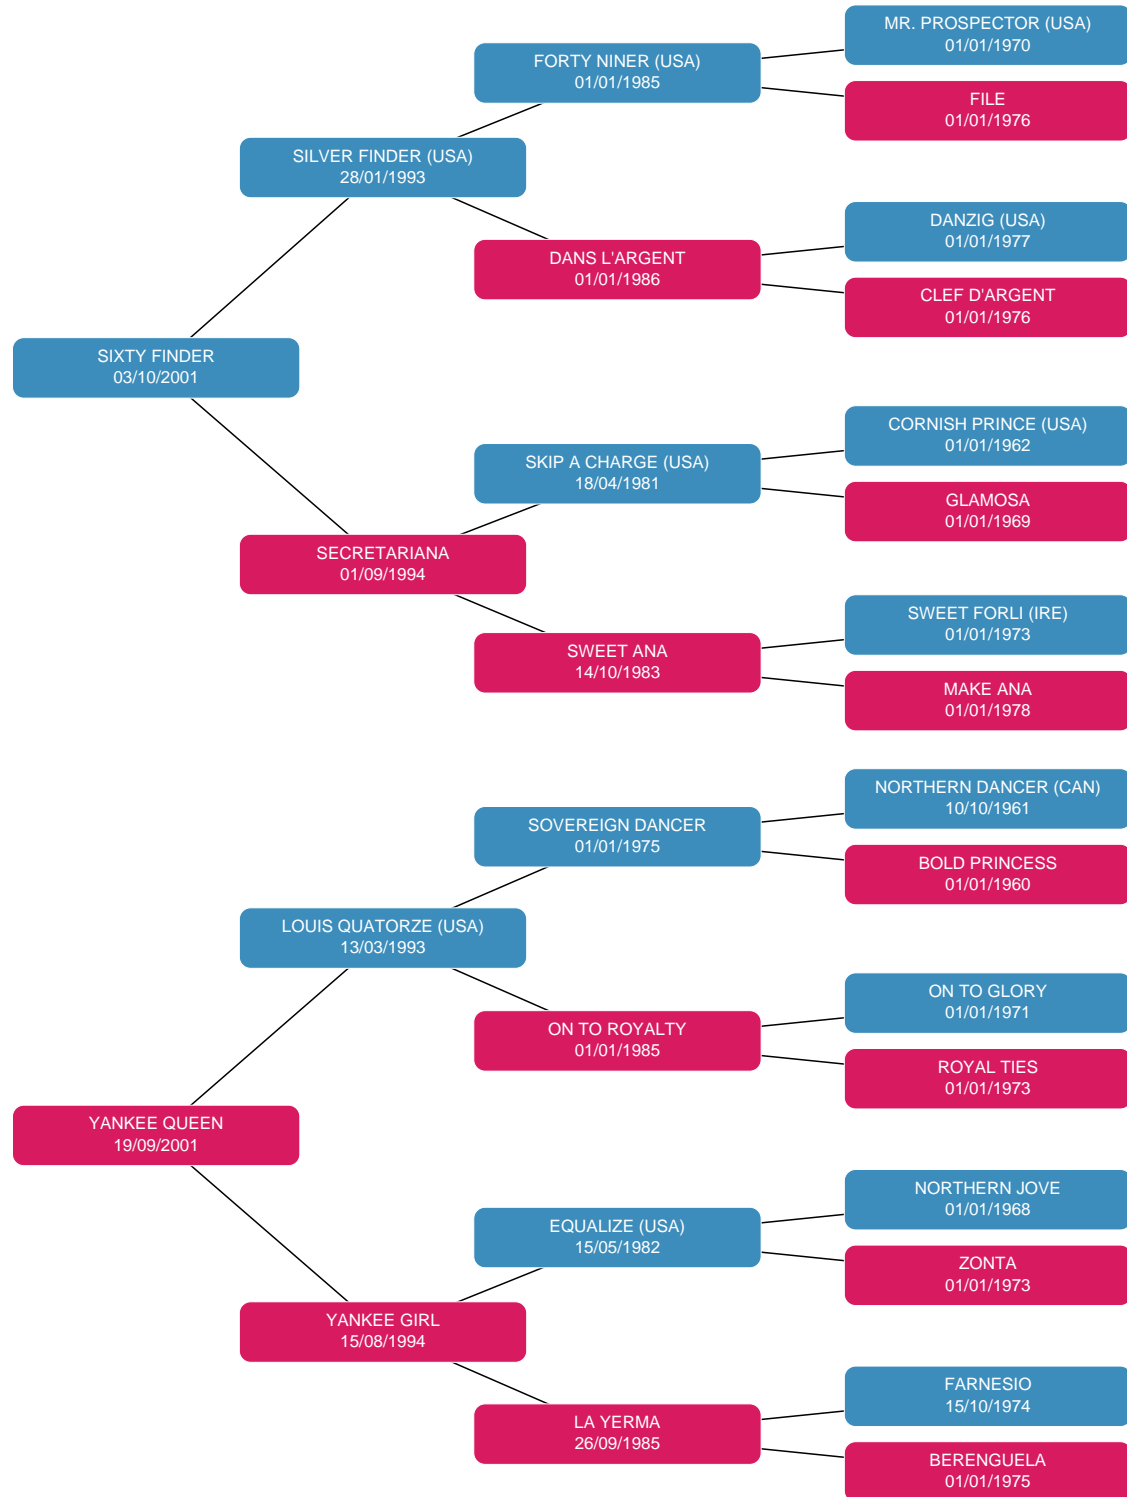 MR. PROSPECTOR (USA)
01/01/1970
FORTY NINER (USA)
01/01/1985
FILE
01/01/1976
SILVER FINDER (USA)
28/01/1993
DANZIG (USA)
01/01/1977
DANS L'ARGENT
01/01/1986
CLEF D'ARGENT
01/01/1976
SIXTY FINDER
03/10/2001
CORNISH PRINCE (USA)
01/01/1962
SKIP A CHARGE (USA)
18/04/1981
GLAMOSA
01/01/1969
SECRETARIANA
01/09/1994
SWEET FORLI (IRE)
01/01/1973
SWEET ANA
14/10/1983
MAKE ANA
01/01/1978
NORTHERN DANCER (CAN)
10/10/1961
SOVEREIGN DANCER
01/01/1975
BOLD PRINCESS
01/01/1960
LOUIS QUATORZE (USA)
13/03/1993
ON TO GLORY
01/01/1971
ON TO ROYALTY
01/01/1985
ROYAL TIES
01/01/1973
YANKEE QUEEN
19/09/2001
NORTHERN JOVE
01/01/1968
EQUALIZE (USA)
15/05/1982
ZONTA
01/01/1973
YANKEE GIRL
15/08/1994
FARNESIO
15/10/1974
LA YERMA
26/09/1985
BERENGUELA
01/01/1975